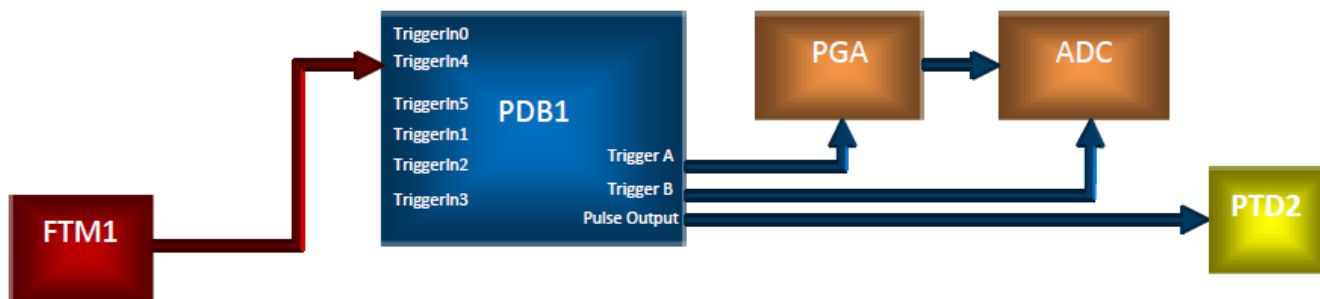 TriggerIn0
TriggerIn4
TriggerIn5
TriggerIn1
TriggerIn2
TriggerIn3
PDB1
Trigger A
Trigger B
Pulse Output
PGA
ADC
FTM1
PTD2